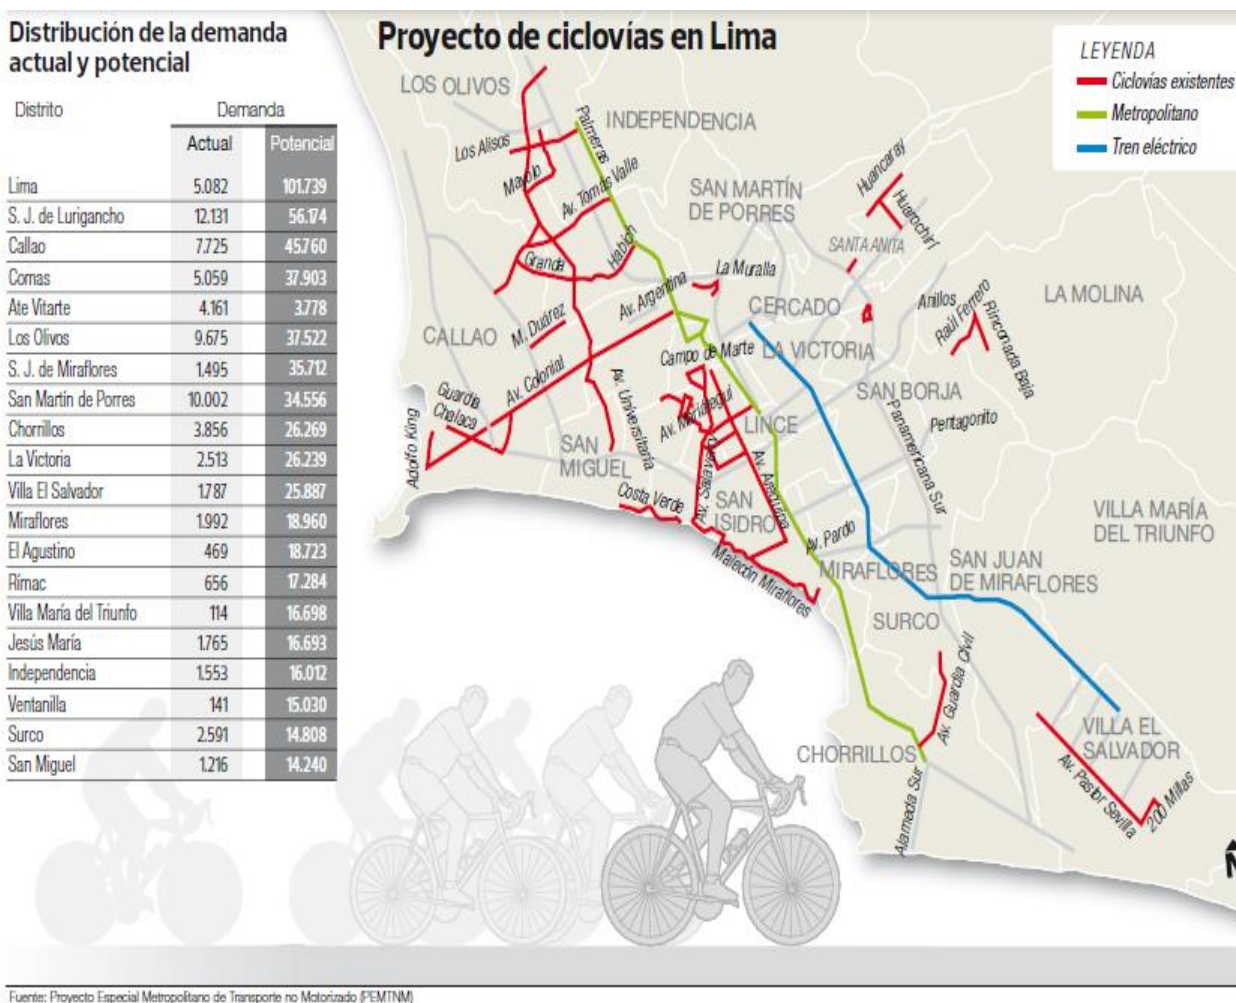 Distribución de la demanda
actual y potencial
Distrito Demanda
Actual Potencial
Lima 5.082 101.739
S. J. de Lurigancho 12.131 56.174
Callao 7.725 45.760
Comas 5.059 37.903
Ate Vitarte 4.161 3.778
Los Olivos 9.675 37.522
S. J. de Miraflores 1.495 35.712
San Martín de Porres 10.002 34.556
Chorrillos 3.856 26.269
La Victoria 2.513 26.239
Villa El Salvador 1.787 25.887
Miraflores 1.992 18.960
El Agustino 469 18.723
Rímac 656 17.284
Villa María del Triunfo 114 16.698
Jesús María 1.765 16.693
Independencia 1.553 16.012
Ventanilla 141 15.030
Surco 2.591 14.808
San Miguel 1.216 14.240
Proyecto de ciclovías en Lima
LEYENDA
Ciclovías existentes
Metropolitano
Tren eléctrico
LOS OLIVOS
INDEPENDENCIA
Palmeras
Los Alisos
Mayolo
Av. Tomás Valle
SAN MARTÍN
DE PORRES
Huancaray
Huarochirí
SANTA ANITA
Granda
Habich
La Muralla
Av. Argentina
CERCADO
LA MOLINA
Anillos
Raúl Ferrero
Rinconada Baja
CALLAO
M. Duárez
Campo de Marte
LA VICTORIA
Av. Colonial
SAN BORJA
Guardia
Chalaca
Adolfo King
Av. Universitaria
Av. Mariátegui
LINCE
Panamericana Sur
Pentagonito
SAN
MIGUEL
Av. Salaverry
Av. Arequipa
Costa Verde
SAN
ISIDRO
Av. Pardo
VILLA MARÍA
DEL TRIUNFO
Malecón Miraflores
MIRAFLORES
SAN JUAN
DE MIRAFLORES
SURCO
Av. Guardia Civil
CHORRILLOS
VILLA EL
SALVADOR
Av. Pastor Sevilla
200 Millas
Alameda Sur
N
Fuente: Proyecto Especial Metropolitano de Transporte no Motorizado (PEMTNM)